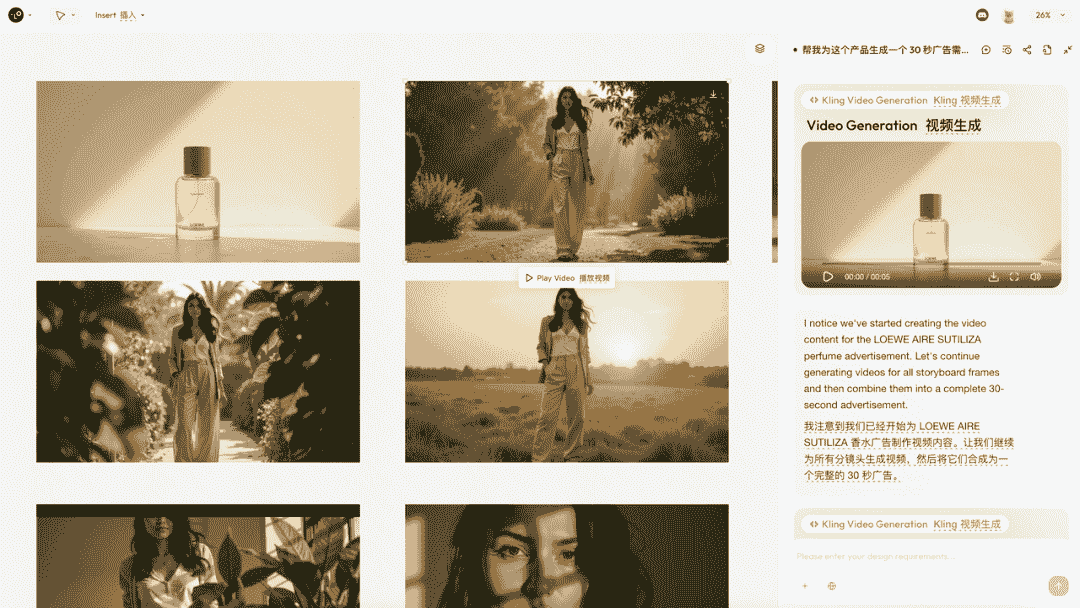 Insert 插入
26%
帮我为这个产品生成一个 30 秒广告需...
Kling Video Generation Kling 视频生成
Video Generation 视频生成
00:00 / 00:05
Play Video 播放视频
I notice we've started creating the video
content for the LOEWE AIRE SUTILIZA
perfume advertisement. Let's continue
generating videos for all storyboard frames
and then combine them into a complete 30-
second advertisement.
我注意到我们已经开始为 LOEWE AIRE
SUTILIZA 香水广告制作视频内容。让我们继续
为所有分镜头生成视频，然后将它们合成为一
个完整的 30 秒广告。
Kling Video Generation Kling 视频生成
Please enter your design requirements...